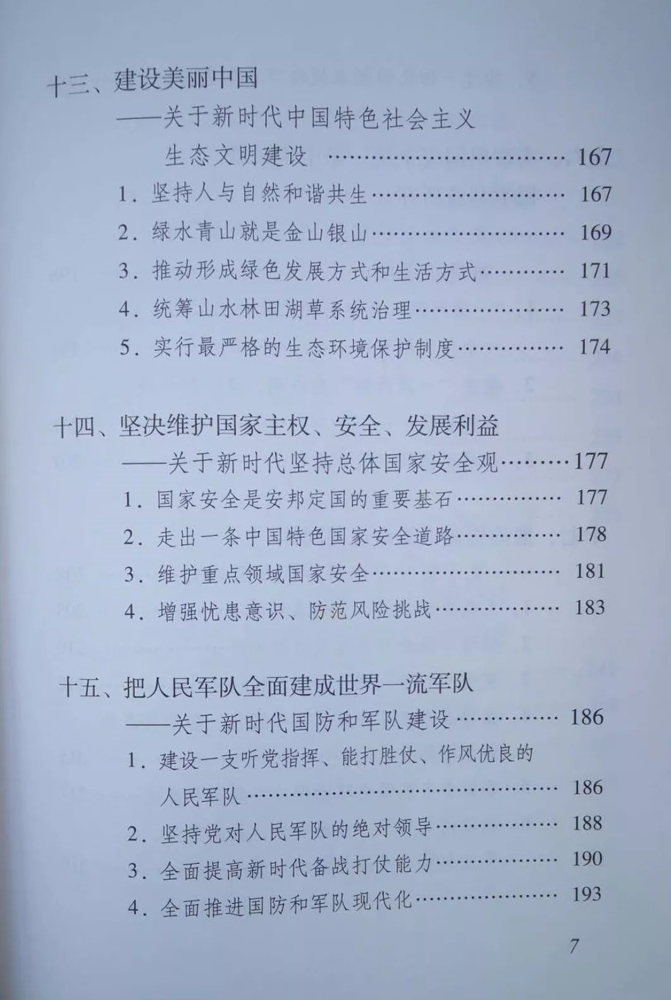 十三、建设美丽中国
——关于新时代中国特色社会主义
生态文明建设 ……………………………… 167
1. 坚持人与自然和谐共生………………………… 167
2. 绿水青山就是金山银山………………………… 169
3. 推动形成绿色发展方式和生活方式………… 171
4. 统筹山水林田湖草系统治理………………… 173
5. 实行最严格的生态环境保护制度…………… 174
十四、坚决维护国家主权、安全、发展利益
——关于新时代坚持总体国家安全观………177
1. 国家安全是安邦定国的重要基石…………… 177
2. 走出一条中国特色国家安全道路…………… 178
3. 维护重点领域国家安全……………………… 181
4. 增强忧患意识、防范风险挑战……………… 183
十五、把人民军队全面建成世界一流军队
——关于新时代国防和军队建设 …………… 186
1. 建设一支听党指挥、能打胜仗、作风优良的
人民军队……………………………………… 186
2. 坚持党对人民军队的绝对领导……………… 188
3. 全面提高新时代备战打仗能力……………… 190
4. 全面推进国防和军队现代化………………… 193
7